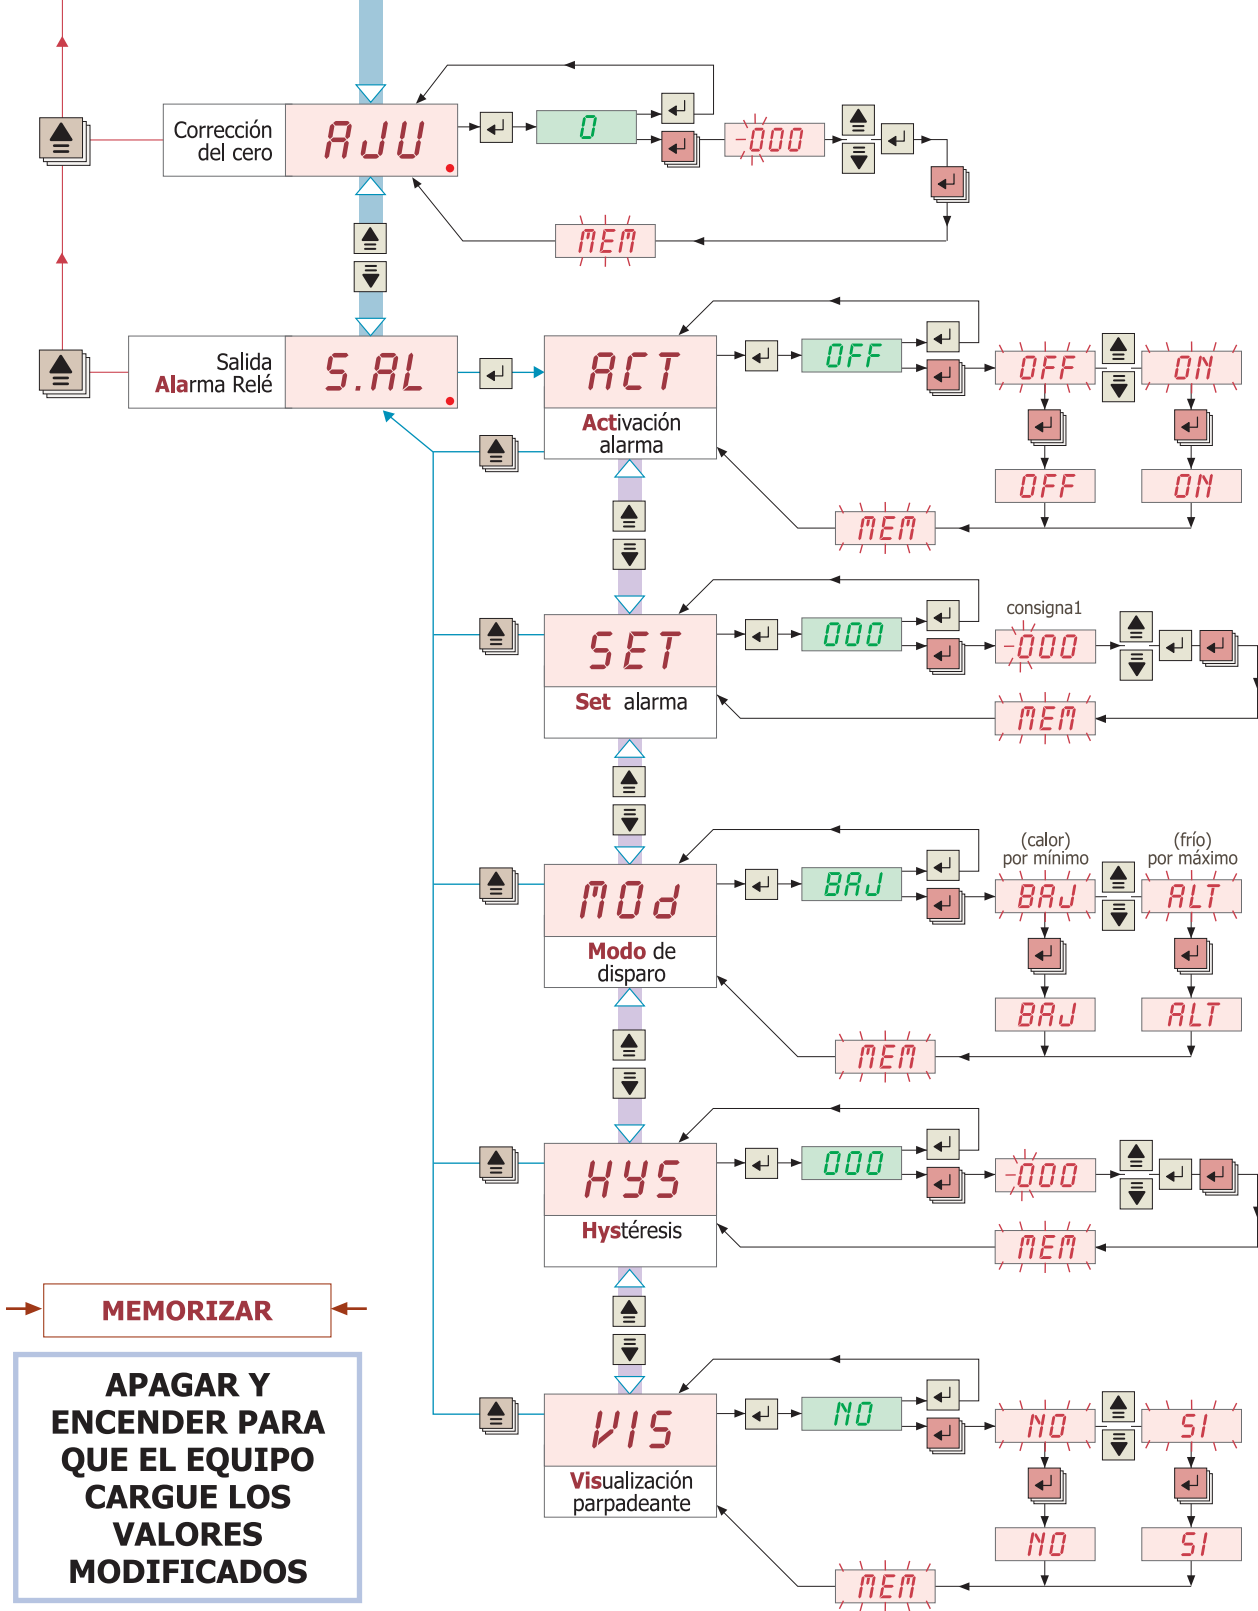 Corrección
del cero
AJU
0
-000
MEM
Salida
Alarma Relé
S.AL
ACT
Activación
alarma
OFF
OFF
ON
OFF
ON
MEM
SET
Set alarma
000
consigna1
-000
MEM
MOd
Modo de
disparo
BAJ
(calor)
por mínimo
BAJ
(frío)
por máximo
ALT
BAJ
ALT
MEM
HYS
Hystéresis
000
-000
MEM
VIS
Visualización
parpadeante
NO
NO
SI
NO
SI
MEM
MEMORIZAR
APAGAR Y
ENCENDER PARA
QUE EL EQUIPO
CARGUE LOS
VALORES
MODIFICADOS